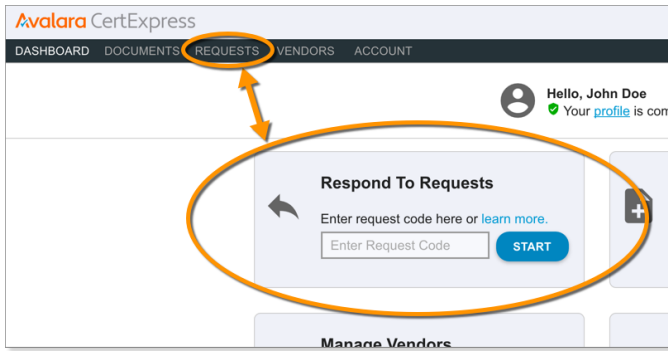 Avalara CertExpress
DASHBOARD DOCUMENTS REQUESTS VENDORS ACCOUNT
Hello, John Doe
Your profile is com
Respond To Requests
Enter request code here or learn more.
Enter Request Code START
Manage Vendors